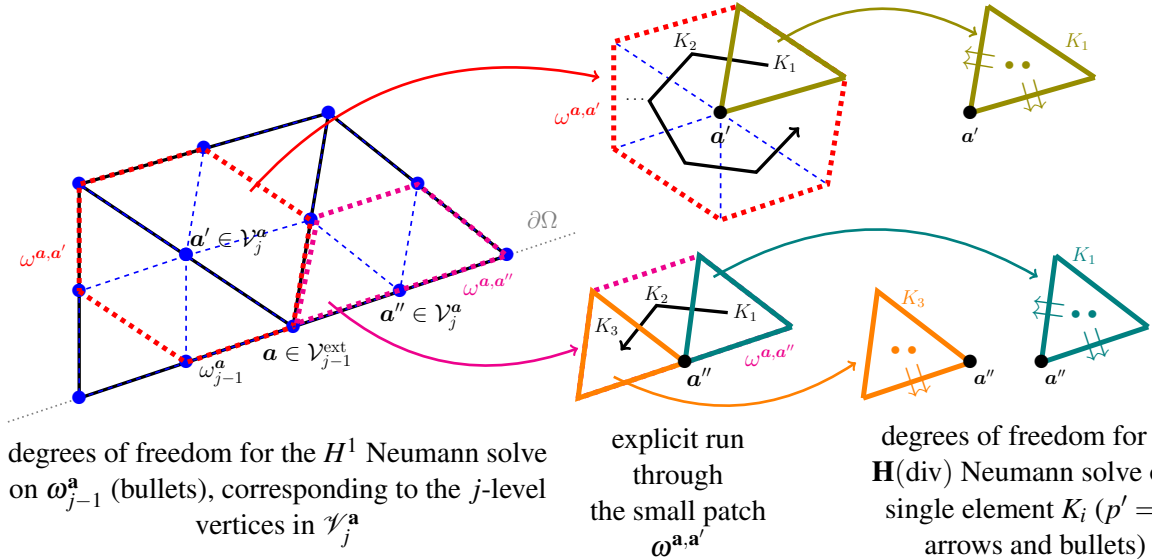 K₂
K₁
ω^{a,a′}
a′
K₁
a′
∂Ω
a′ ∈ 𝒱_j^a
ω^{a,a′}
ω^{a,a″}
a″ ∈ 𝒱_j^a
a ∈ 𝒱_{j−1}^{ext}
ω_{j−1}^a
K₂
K₁
K₃
ω^{a,a″}
a″
K₃
a″
K₁
a″
degrees of freedom for the H¹ Neumann solve
on ω_{j−1}^a (bullets), corresponding to the j-level
vertices in 𝒱_j^a
explicit run
through
the small patch
ω^{a,a′}
degrees of freedom for
H(div) Neumann solve
single element K_i (p′ =
arrows and bullets)